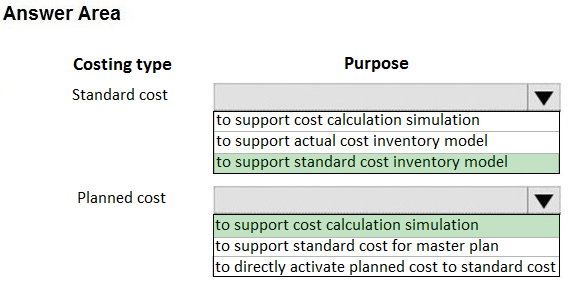 Answer Area
Costing type Purpose
Standard cost
to support cost calculation simulation
to support actual cost inventory model
to support standard cost inventory model
Planned cost
to support cost calculation simulation
to support standard cost for master plan
to directly activate planned cost to standard cost